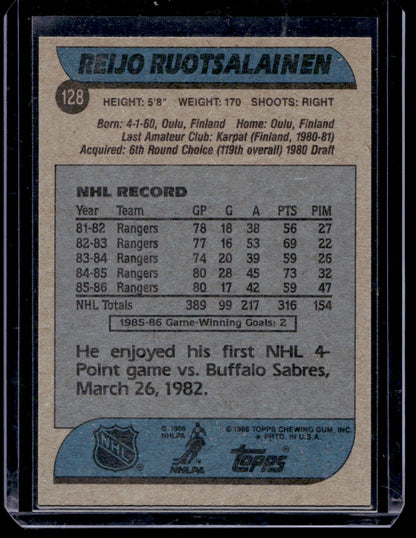 REIJO RUOTSALAINEN
128
HEIGHT: 5'8" WEIGHT: 170 SHOOTS: RIGHT
Born: 4-1-60, Oulu, Finland Home: Oulu, Finland
Last Amateur Club: Karpat (Finland, 1980-81)
Acquired: 6th Round Choice (119th overall) 1980 Draft
NHL RECORD
Year Team GP G A PTS PIM
81-82 Rangers 78 18 38 56 27
82-83 Rangers 77 16 53 69 22
83-84 Rangers 74 20 39 59 26
84-85 Rangers 80 28 45 73 32
85-86 Rangers 80 17 42 59 47
NHL Totals 389 99 217 316 154
1985-86 Game-Winning Goals: 2
He enjoyed his first NHL 4-
Point game vs. Buffalo Sabres,
March 26, 1982.
NHL
© 1986
NHLPA
NHLPA
© 1986 TOPPS CHEWING GUM, INC.
* PRTD. IN U.S.A.
topps